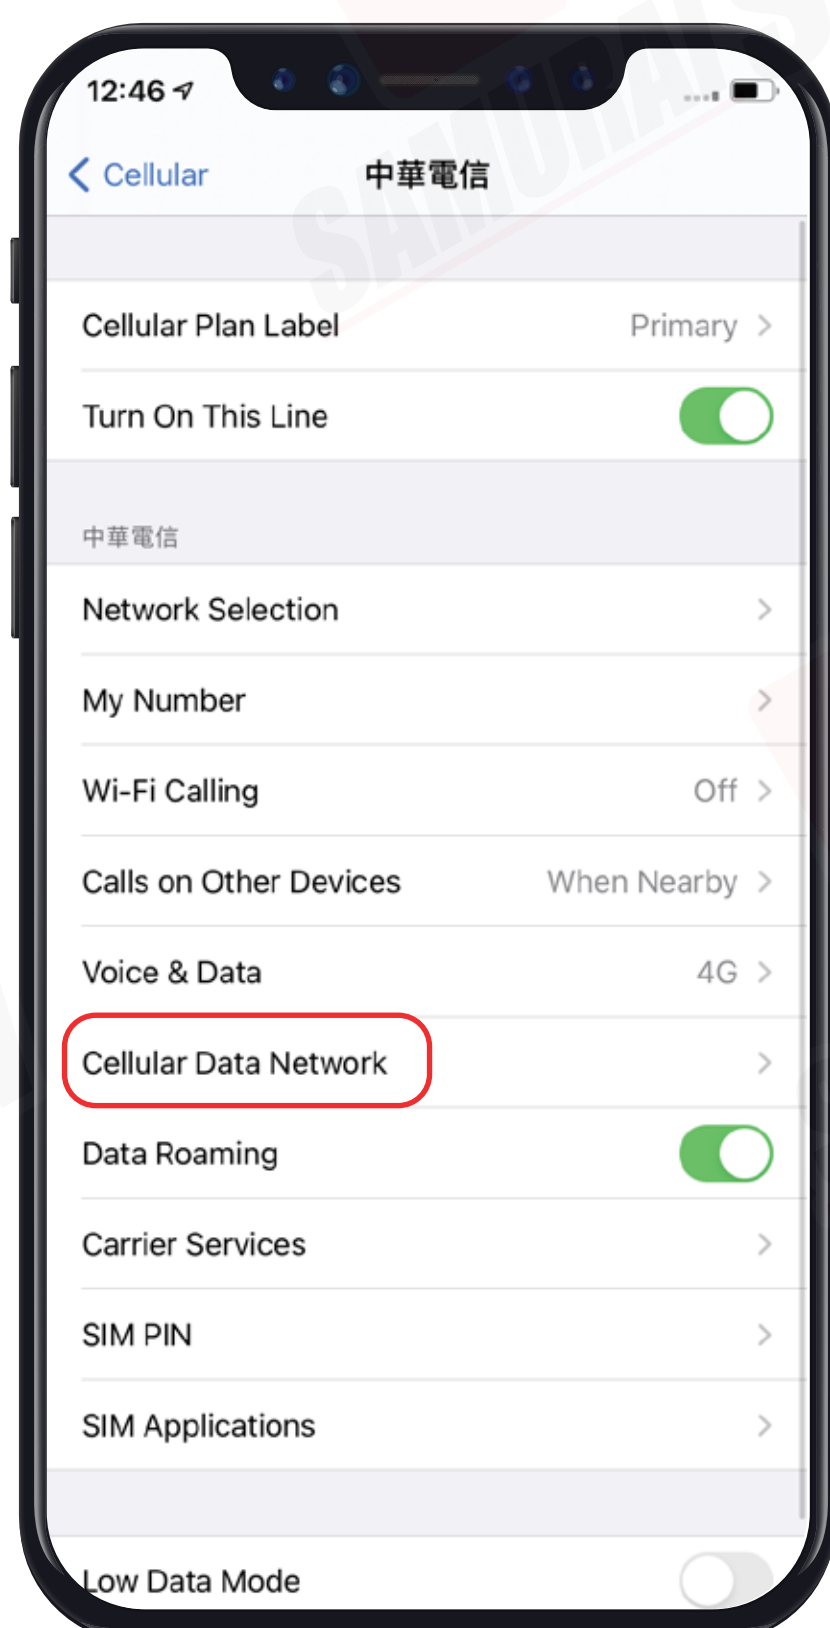 12:46
Cellular
中華電信
Cellular Plan Label Primary
Turn On This Line
中華電信
Network Selection
My Number
Wi-Fi Calling Off
Calls on Other Devices When Nearby
Voice & Data 4G
Cellular Data Network
Data Roaming
Carrier Services
SIM PIN
SIM Applications
Low Data Mode